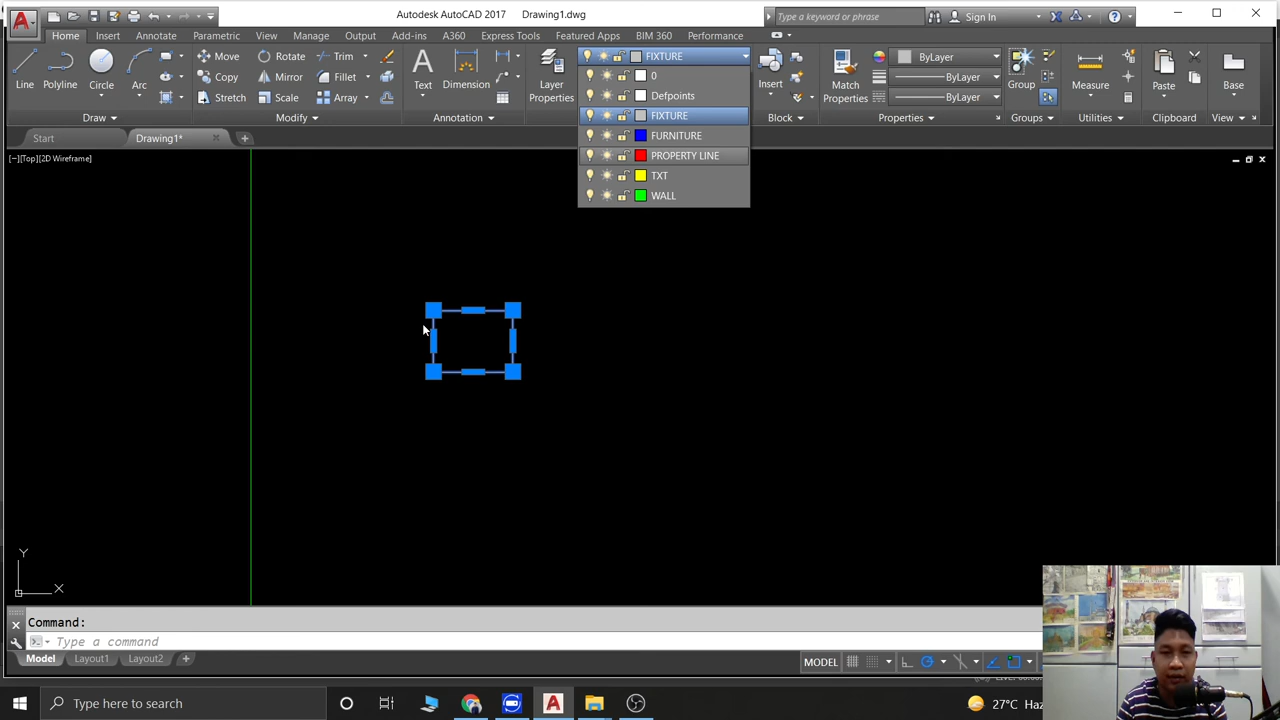 Autodesk AutoCAD 2017 Drawing1.dwg
Type a keyword or phrase
Sign In
Home Insert Annotate Parametric View Manage Output Add-ins A360 Express Tools Featured Apps BIM 360 Performance
Line Polyline Circle Arc
Move Rotate Trim
Copy Mirror Fillet
Stretch Scale Array
Text Dimension
Layer
Properties
FIXTURE
0
Defpoints
FIXTURE
FURNITURE
PROPERTY LINE
TXT
WALL
Insert
Match
Properties
ByLayer
ByLayer
ByLayer
Group
Measure
Paste
Base
Draw Modify Annotation Block Properties Groups Utilities Clipboard View
Start Drawing1*
[−][Top][2D Wireframe]
Y
X
Command:
Type a command
Model Layout1 Layout2
MODEL
Type here to search
27°C Haz